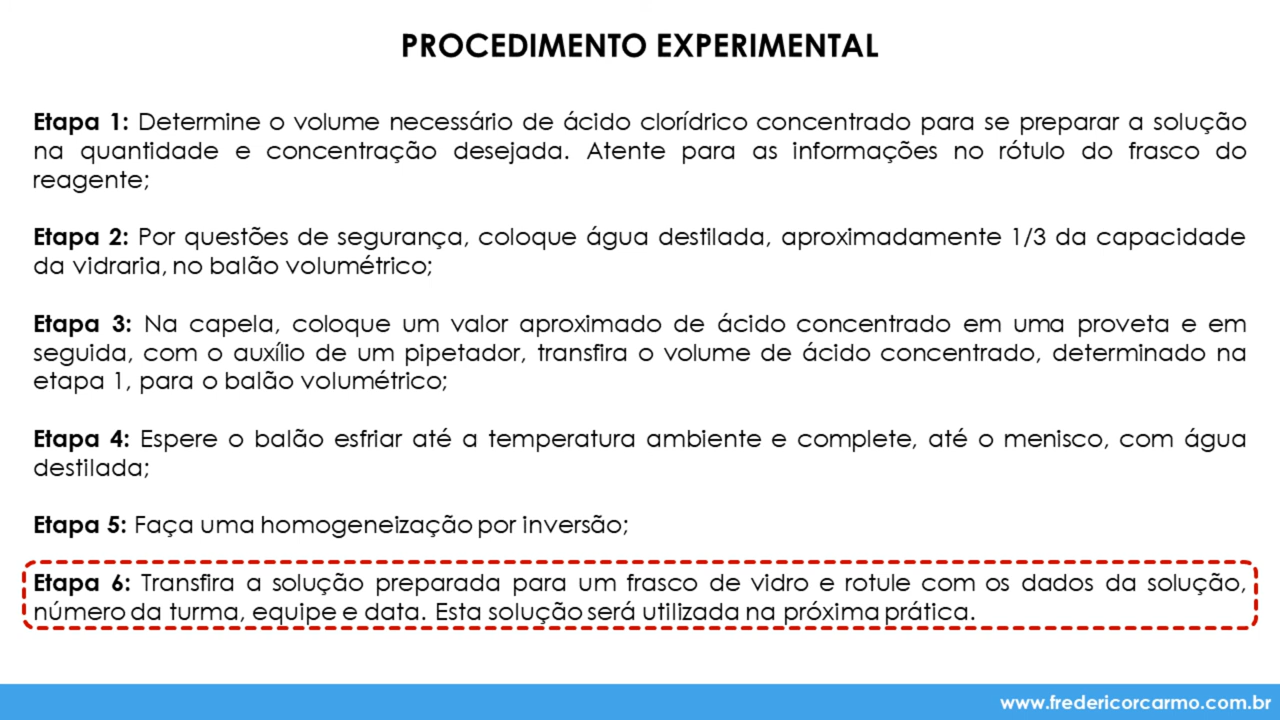 PROCEDIMENTO EXPERIMENTAL
Etapa 1: Determine o volume necessário de ácido clorídrico concentrado para se preparar a solução
na quantidade e concentração desejada. Atente para as informações no rótulo do frasco do
reagente;
Etapa 2: Por questões de segurança, coloque água destilada, aproximadamente 1/3 da capacidade
da vidraria, no balão volumétrico;
Etapa 3: Na capela, coloque um valor aproximado de ácido concentrado em uma proveta e em
seguida, com o auxílio de um pipetador, transfira o volume de ácido concentrado, determinado na
etapa 1, para o balão volumétrico;
Etapa 4: Espere o balão esfriar até a temperatura ambiente e complete, até o menisco, com água
destilada;
Etapa 5: Faça uma homogeneização por inversão;
Etapa 6: Transfira a solução preparada para um frasco de vidro e rotule com os dados da solução,
número da turma, equipe e data. Esta solução será utilizada na próxima prática.
www.fredericorcarmo.com.br